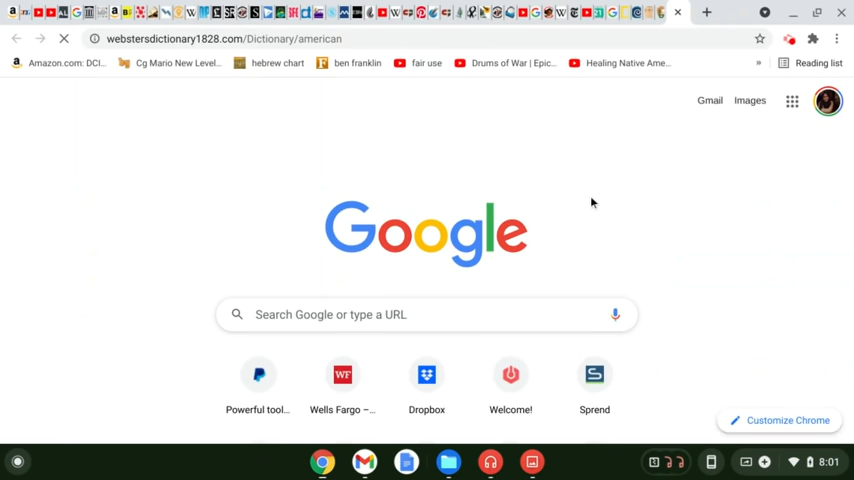 webstersdictionary1828.com/Dictionary/american
Amazon.com: DCI... Cg Mario New Level... hebrew chart ben franklin fair use Drums of War | Epic... Healing Native Ame... » Reading list
Gmail Images
Google
Search Google or type a URL
WF
Powerful tool... Wells Fargo –... Dropbox Welcome! Sprend
Customize Chrome
8:01